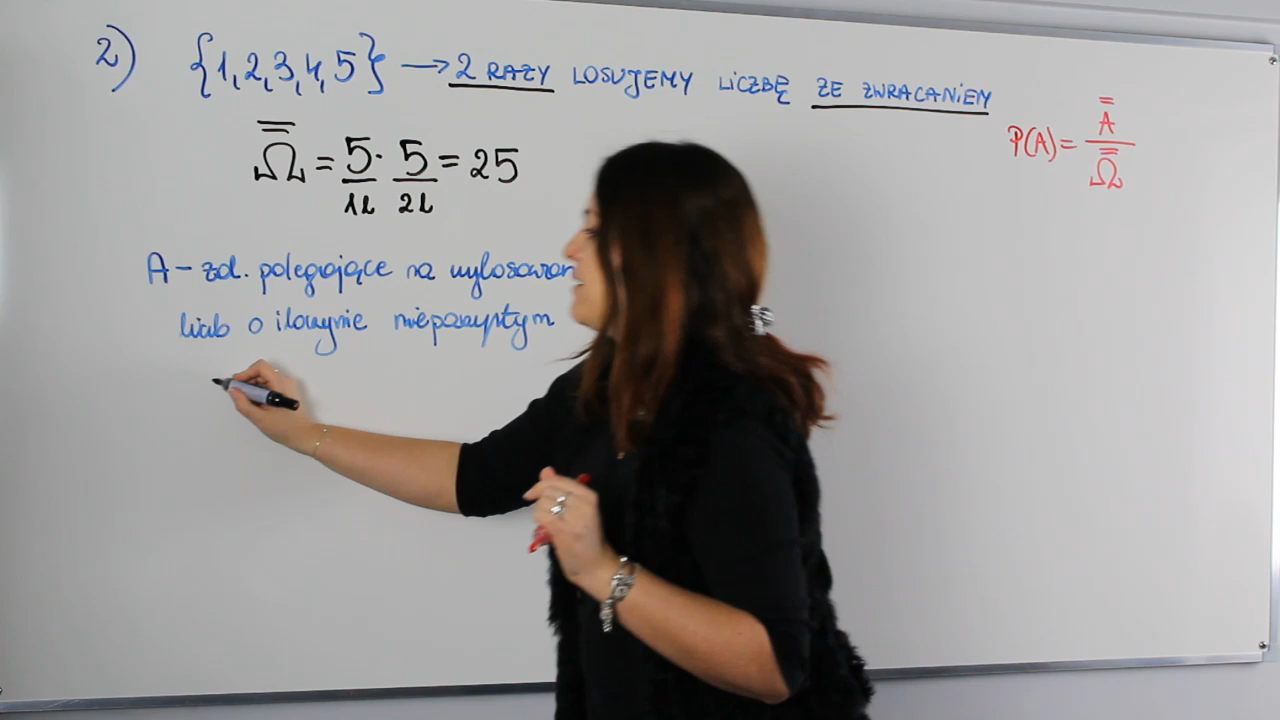 2) {1,2,3,4,5} → 2 RAZY LOSUJEMY LICZBĘ ZE ZWRACANIEM
P(A) = A̿ / Ω̿
Ω̿ = 5 · 5 = 25
1l 2l
A – zd. polegające na wylosowan
liczb o iloczynie nieparzystym